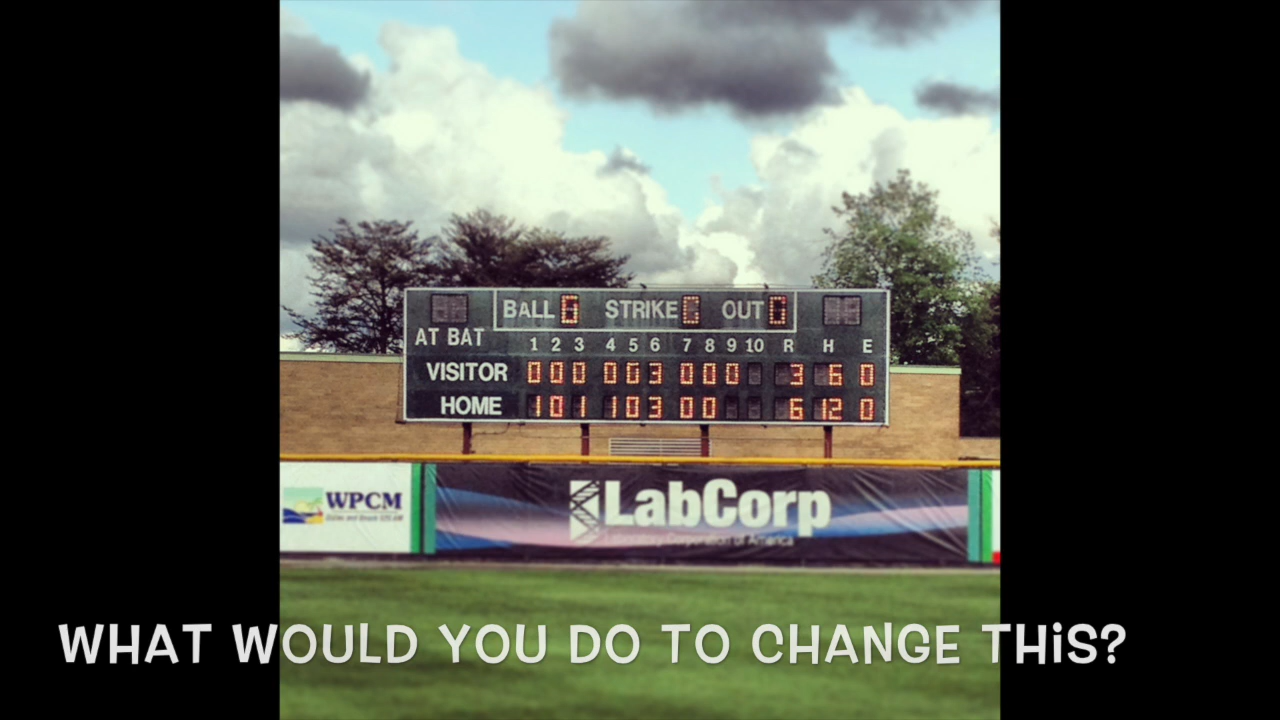 BALL 0 STRIKE 0 OUT 0
AT BAT
1 2 3 4 5 6 7 8 9 10 R H E
VISITOR 0 0 0 0 0 3 0 0 0 3 6 0
HOME 1 0 1 1 0 3 0 0 6 12 0
WPCM
LabCorp
of America
WHAT WOULD YOU DO TO CHANGE THiS?